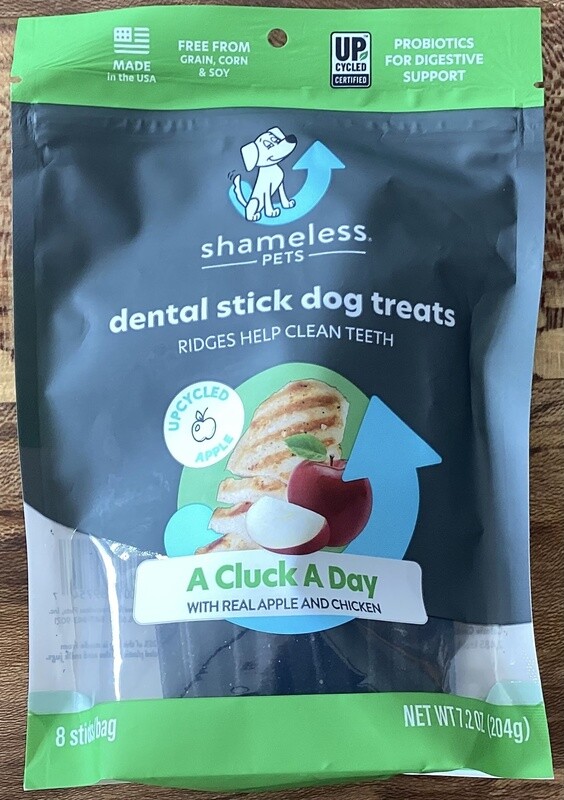 MADE
in the USA
FREE FROM
GRAIN, CORN
& SOY
UP
CYCLED
CERTIFIED
PROBIOTICS
FOR DIGESTIVE
SUPPORT
shameless
PETS
dental stick dog treats
RIDGES HELP CLEAN TEETH
UPCYCLED
APPLE
A Cluck A Day
WITH REAL APPLE AND CHICKEN
8 sticks/bag
NET WT 7.2 OZ (204g)